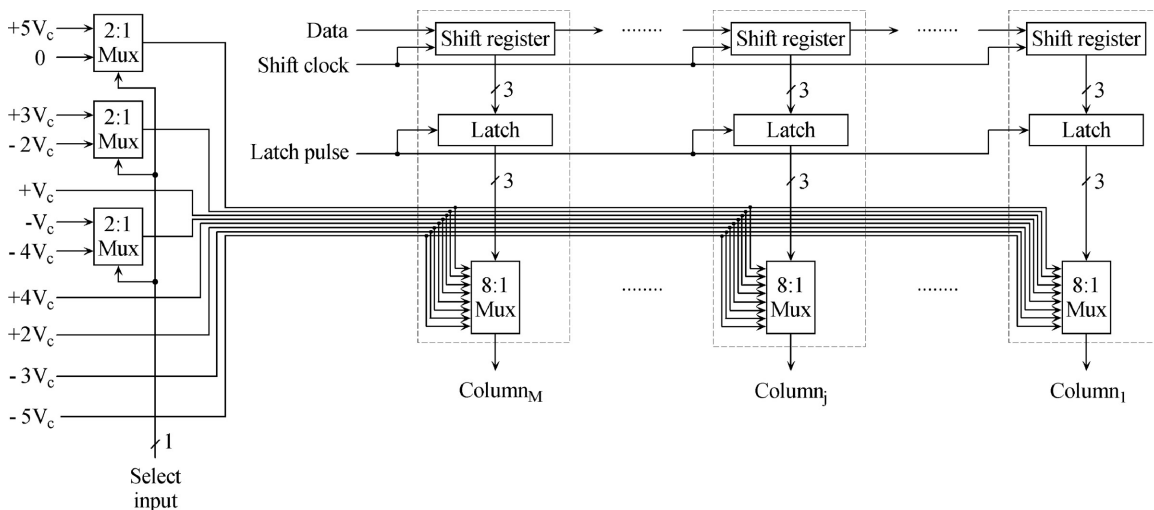 +5Vc
0
2:1
Mux
+3Vc
- 2Vc
2:1
Mux
+Vc
-Vc
- 4Vc
2:1
Mux
+4Vc
+2Vc
- 3Vc
- 5Vc
1
Select
input
Data
Shift clock
Latch pulse
Shift register
........
Shift register
........
Shift register
3
3
3
Latch
Latch
Latch
3
3
3
8:1
Mux
........
8:1
Mux
........
8:1
Mux
ColumnM
Columnj
Column1